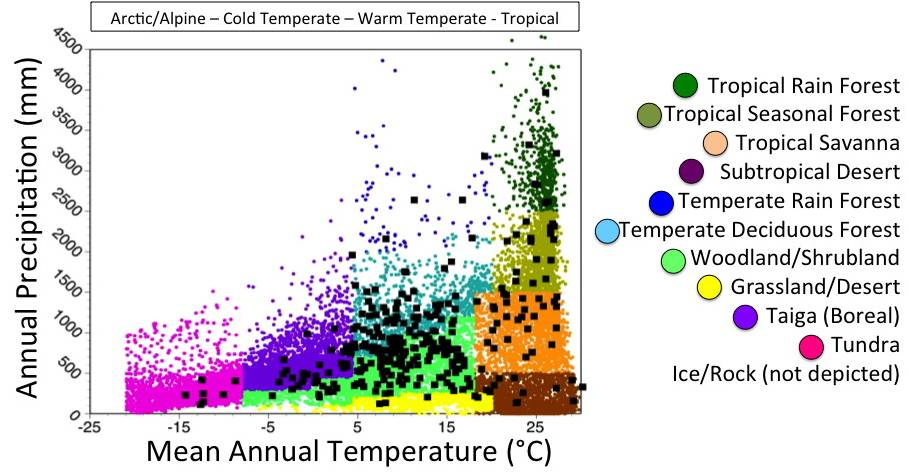 Arctic/Alpine – Cold Temperate – Warm Temperate - Tropical
Annual Precipitation (mm)
4500
4000
3500
3000
2500
2000
1500
1000
500
0
-25
-15
-5
5
15
25
Mean Annual Temperature (°C)
Tropical Rain Forest
Tropical Seasonal Forest
Tropical Savanna
Subtropical Desert
Temperate Rain Forest
Temperate Deciduous Forest
Woodland/Shrubland
Grassland/Desert
Taiga (Boreal)
Tundra
Ice/Rock (not depicted)